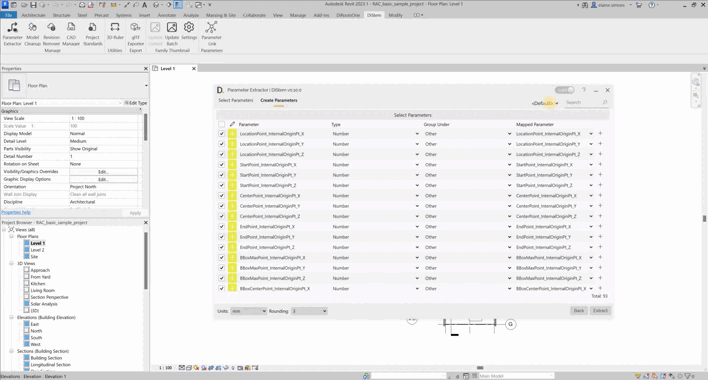 Autodesk Revit 2023.1 - RAC_basic_sample_project - Floor Plan: Level 1
File Architecture Structure Steel Precast Systems Insert Annotate Analyze Massing & Site Collaborate View Manage Add-Ins DiRootsOne DiStem Modify
Parameter Extractor Model Cleaner Revision Remover CAD Manager Project Standards 3D Ruler glTF Exporter Update Batch Settings Parameter Link
Manage Utilities Export Family Thumbnail Parameters
Properties
Level 1
Floor Plan
Floor Plan: Level 1 Edit Type
Graphics
View Scale 1 : 100
Scale Value 1: 100
Display Model Normal
Detail Level Medium
Parts Visibility Show Original
Detail Number 1
Rotation on Sheet None
Visibility/Graphics Overrides Edit...
Graphic Display Options Edit...
Orientation Project North
Wall Join Display Clean all wall joins
Discipline Architectural
Properties help Apply
Project Browser - RAC_basic_sample_project
Views (all)
Floor Plans
Level 1
Level 2
Site
3D Views
Approach
From Yard
Kitchen
Living Room
Section Perspective
Solar Analysis
{3D}
Elevations (Building Elevation)
East
North
South
West
Sections (Building Section)
Building Section
Longitudinal Section
Parameter Extractor | DiStem
Select Parameters Create Parameters <Default> Search
Select Parameters
Parameter Type Group Under Mapped Parameter
LocationPoint_InternalOriginPt_X Number Other LocationPoint_InternalOriginPt_X
LocationPoint_InternalOriginPt_Y Number Other LocationPoint_InternalOriginPt_Y
LocationPoint_InternalOriginPt_Z Number Other LocationPoint_InternalOriginPt_Z
StartPoint_InternalOriginPt_X Number Other StartPoint_InternalOriginPt_X
StartPoint_InternalOriginPt_Y Number Other StartPoint_InternalOriginPt_Y
StartPoint_InternalOriginPt_Z Number Other StartPoint_InternalOriginPt_Z
CenterPoint_InternalOriginPt_X Number Other CenterPoint_InternalOriginPt_X
CenterPoint_InternalOriginPt_Y Number Other CenterPoint_InternalOriginPt_Y
CenterPoint_InternalOriginPt_Z Number Other CenterPoint_InternalOriginPt_Z
EndPoint_InternalOriginPt_X Number Other EndPoint_InternalOriginPt_X
EndPoint_InternalOriginPt_Y Number Other EndPoint_InternalOriginPt_Y
EndPoint_InternalOriginPt_Z Number Other EndPoint_InternalOriginPt_Z
BBoxMaxPoint_InternalOriginPt_X Number Other BBoxMaxPoint_InternalOriginPt_X
BBoxMaxPoint_InternalOriginPt_Y Number Other BBoxMaxPoint_InternalOriginPt_Y
BBoxMaxPoint_InternalOriginPt_Z Number Other BBoxMaxPoint_InternalOriginPt_Z
BBoxCenterPoint_InternalOriginPt_X Number Other BBoxCenterPoint_InternalOriginPt_X
Total: 93
Units: mm Rounding: 3 Back Extract
G
1 : 100
Elevations : Elevation : East
Main Model